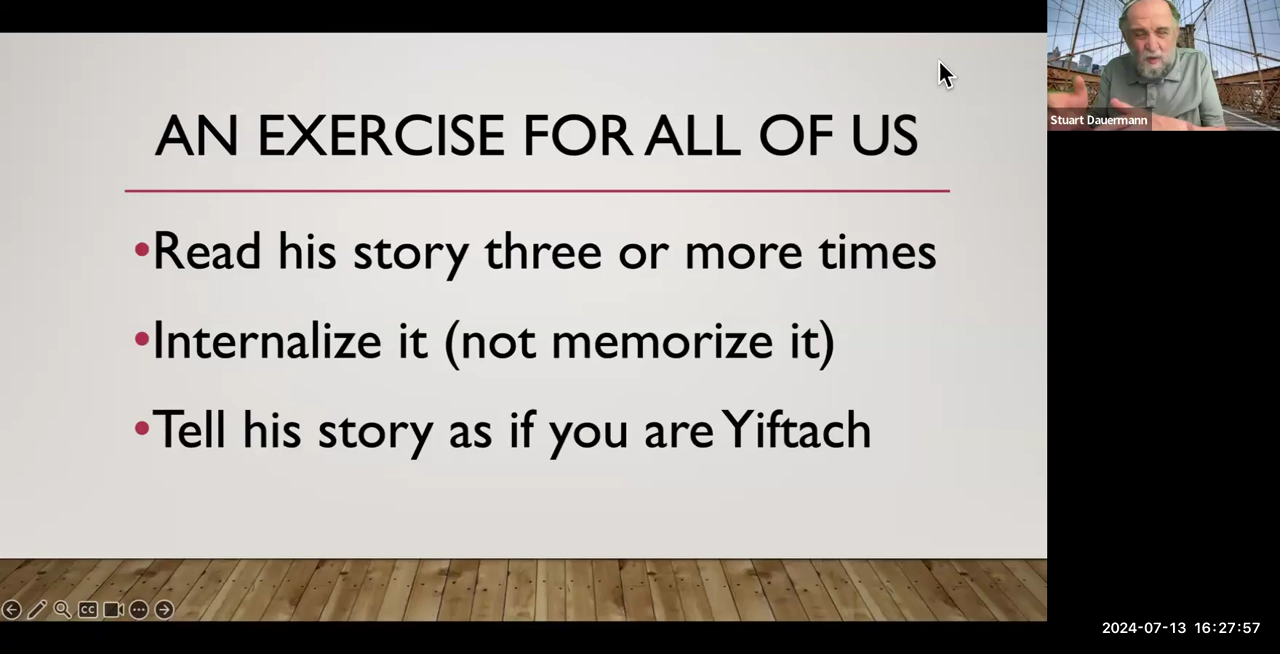 AN EXERCISE FOR ALL OF US
•Read his story three or more times
•Internalize it (not memorize it)
•Tell his story as if you are Yiftach
Stuart Dauermann
CC
2024-07-13 16:27:57